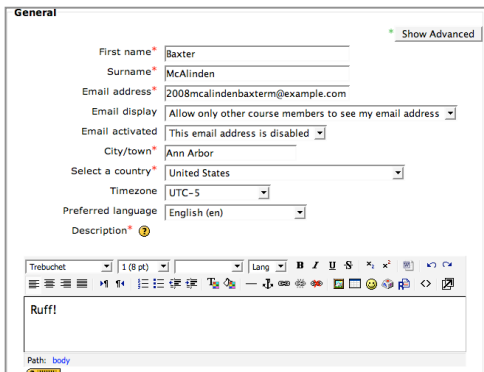 General
* Show Advanced
First name* Baxter
Surname* McAlinden
Email address* 2008mcalindenbaxterm@example.com
Email display Allow only other course members to see my email address
Email activated This email address is disabled
City/town* Ann Arbor
Select a country* United States
Timezone UTC-5
Preferred language English (en)
Description* ?
Trebuchet 1 (8 pt) Lang B I U S x₂ x²
Ruff!
Path: body